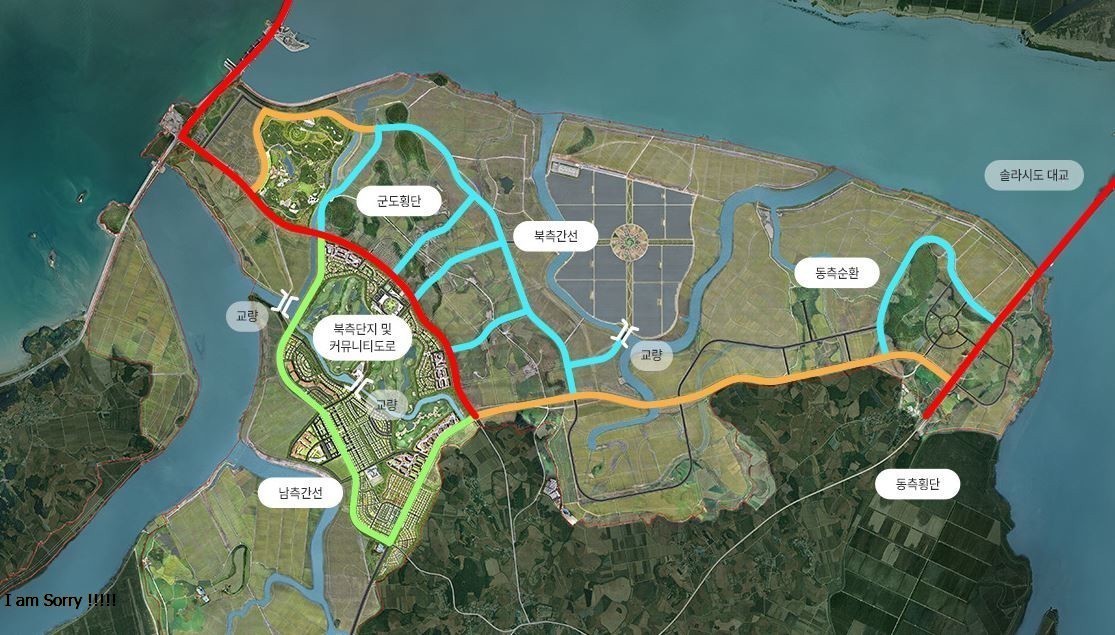 솔라시도 대교
군도횡단
북측간선
동측순환
교량
북측단지 및
커뮤니티도로
교량
교량
동측횡단
남측간선
I am Sorry !!!!!